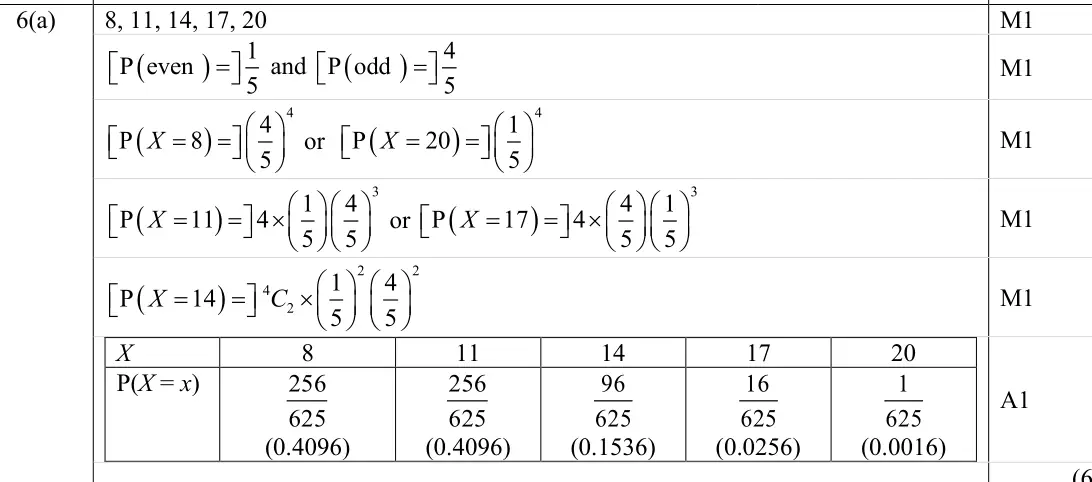 6(a) 8, 11, 14, 17, 20 M1
[P(even ) =] 1/5 and [P(odd ) =] 4/5 M1
[P(X = 8) =] (4/5)^4 or [P(X = 20) =] (1/5)^4 M1
[P(X = 11) =] 4 × (1/5)(4/5)^3 or [P(X = 17) =] 4 × (4/5)(1/5)^3 M1
[P(X = 14) =] ⁴C₂ × (1/5)^2 (4/5)^2 M1
X 8 11 14 17 20
P(X = x) 256/625 256/625 96/625 16/625 1/625 A1
(0.4096) (0.4096) (0.1536) (0.0256) (0.0016)
(6